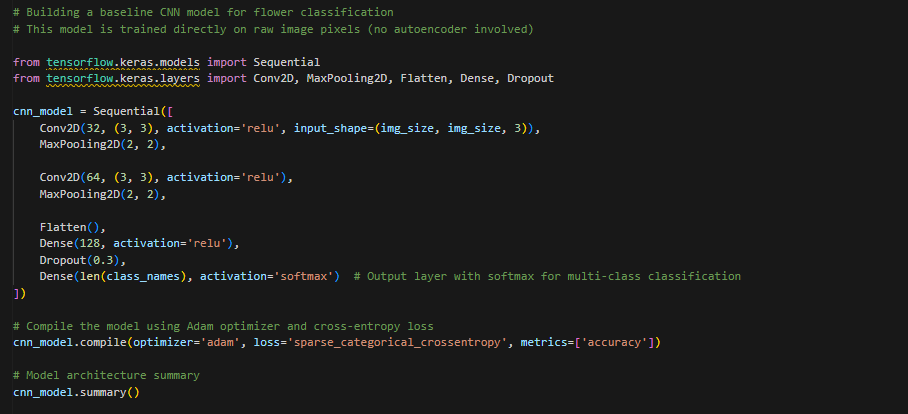 # Building a baseline CNN model for flower classification
# This model is trained directly on raw image pixels (no autoencoder involved)
from tensorflow.keras.models import Sequential
from tensorflow.keras.layers import Conv2D, MaxPooling2D, Flatten, Dense, Dropout
cnn_model = Sequential([
    Conv2D(32, (3, 3), activation='relu', input_shape=(img_size, img_size, 3)),
    MaxPooling2D(2, 2),
    Conv2D(64, (3, 3), activation='relu'),
    MaxPooling2D(2, 2),
    Flatten(),
    Dense(128, activation='relu'),
    Dropout(0.3),
    Dense(len(class_names), activation='softmax')  # Output layer with softmax for multi-class classification
])
# Compile the model using Adam optimizer and cross-entropy loss
cnn_model.compile(optimizer='adam', loss='sparse_categorical_crossentropy', metrics=['accuracy'])
# Model architecture summary
cnn_model.summary()